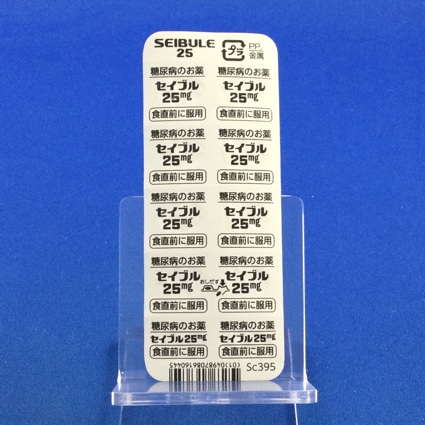 SEIBULE
25
プラ
PP
金属
糖尿病のお薬 糖尿病のお薬
セイブル セイブル
25mg 25mg
食直前に服用 食直前に服用
糖尿病のお薬 糖尿病のお薬
セイブル セイブル
25mg 25mg
食直前に服用 食直前に服用
糖尿病のお薬 糖尿病のお薬
セイブル セイブル
25mg 25mg
食直前に服用 食直前に服用
糖尿病のお薬 糖尿病のお薬
セイブル おしだす セイブル
25mg 25mg
食直前に服用 食直前に服用
糖尿病のお薬 糖尿病のお薬
セイブル25mg セイブル25mg
食直前に服用 食直前に服用
(01)04987086160445
Sc395